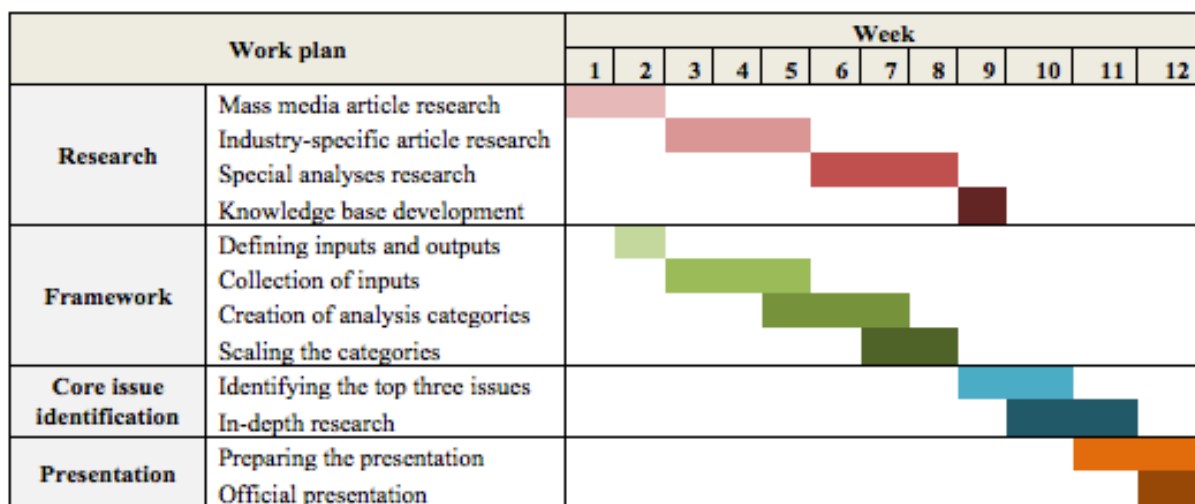 Work plan
Week
1 2 3 4 5 6 7 8 9 10 11 12
Research
Mass media article research
Industry-specific article research
Special analyses research
Knowledge base development
Framework
Defining inputs and outputs
Collection of inputs
Creation of analysis categories
Scaling the categories
Core issue
identification
Identifying the top three issues
In-depth research
Presentation
Preparing the presentation
Official presentation